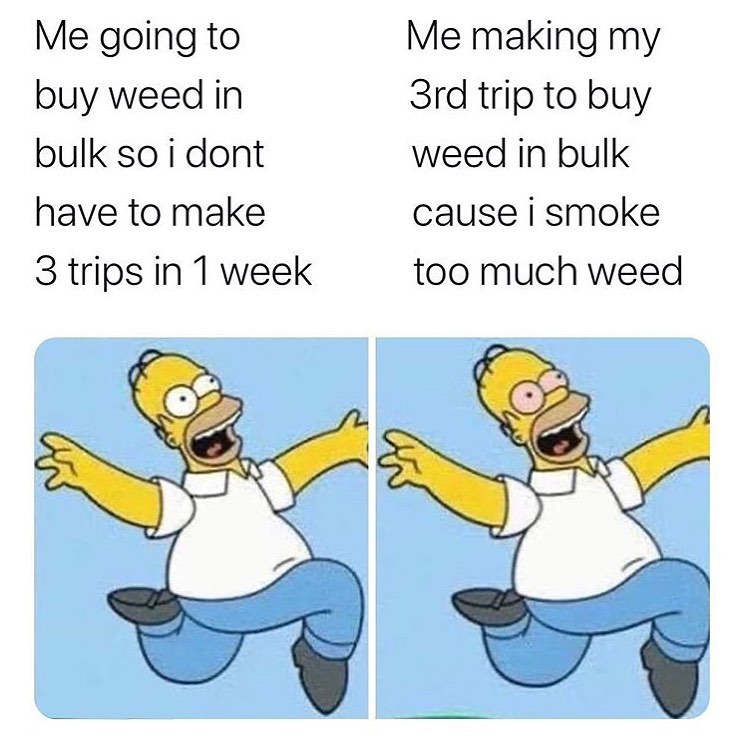 Me going to
buy weed in
bulk so i dont
have to make
3 trips in 1 week
Me making my
3rd trip to buy
weed in bulk
cause i smoke
too much weed